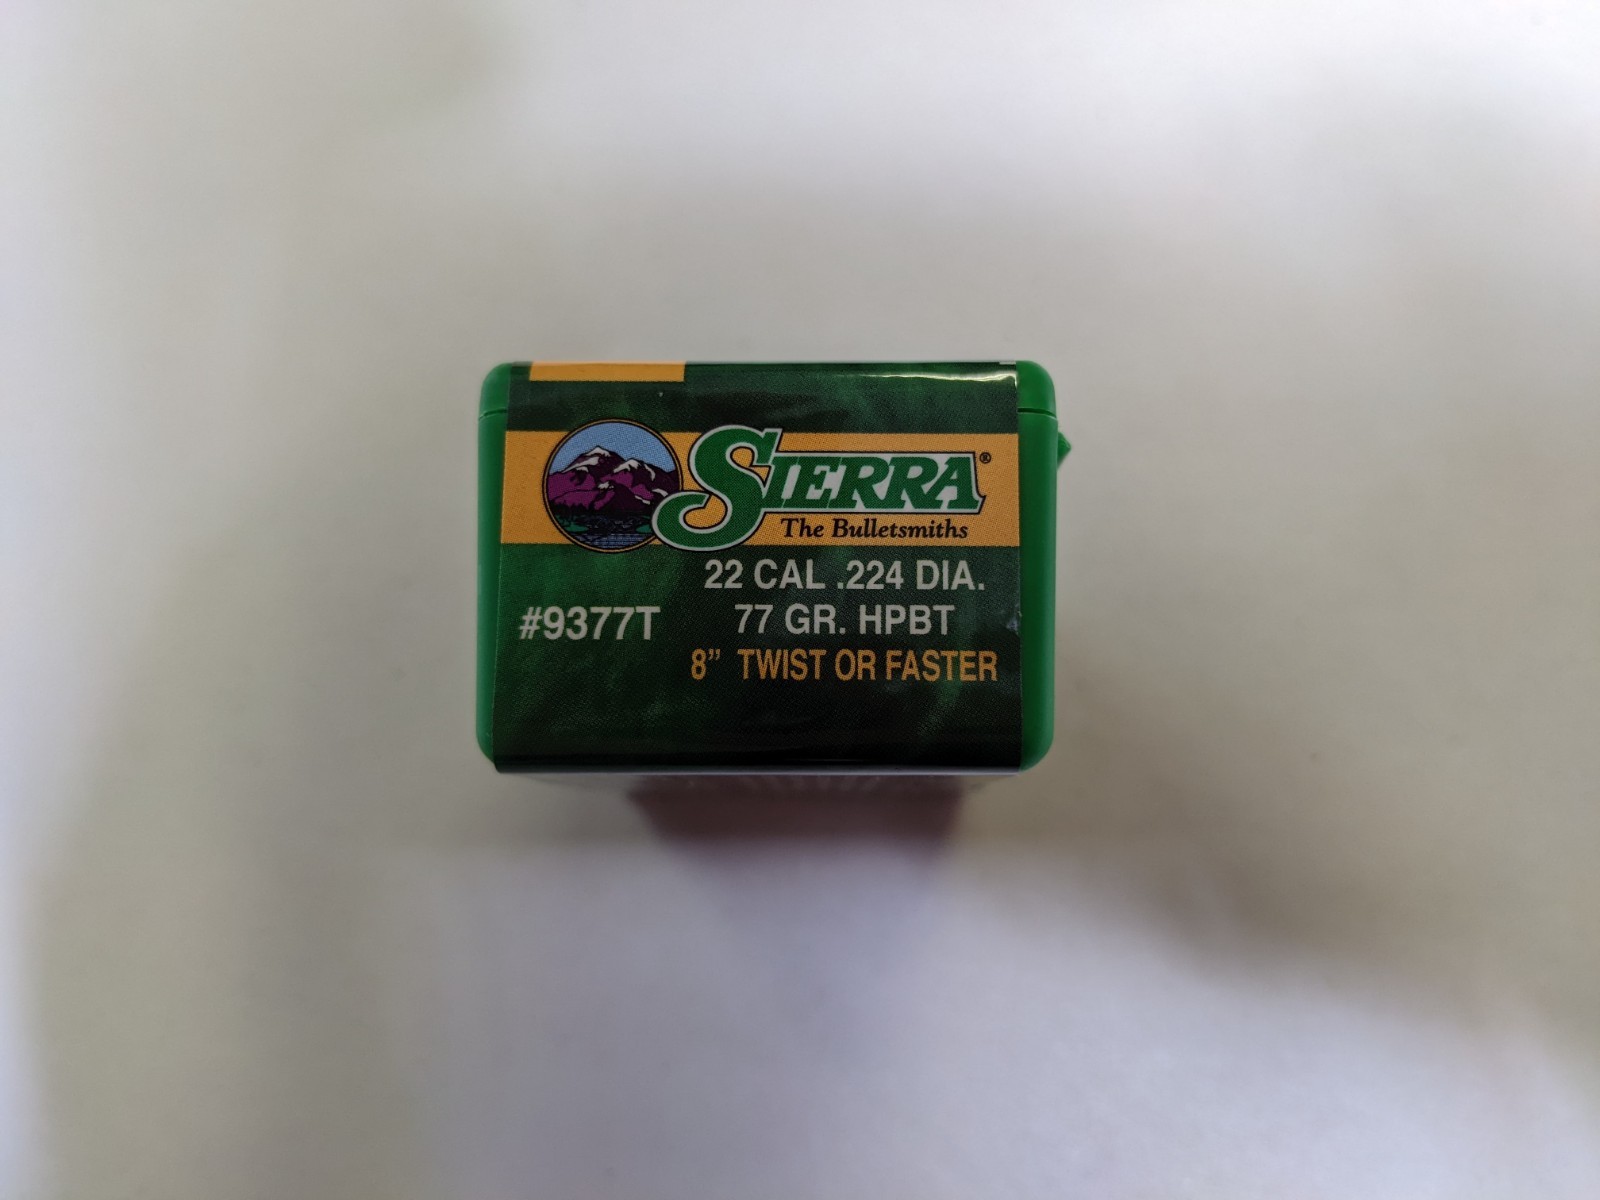 SIERRA®
The Bulletsmiths
22 CAL .224 DIA.
#9377T 77 GR. HPBT
8” TWIST OR FASTER